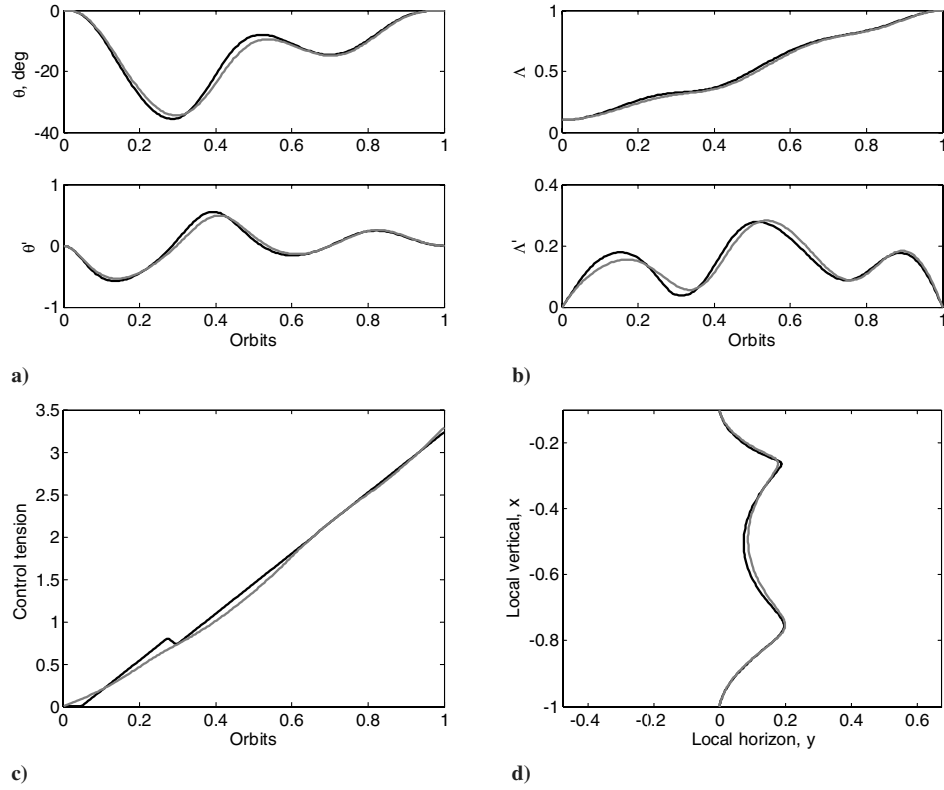 0
-20
-40
θ, deg
0 0.2 0.4 0.6 0.8 1
1
0
-1
θ'
0 0.2 0.4 0.6 0.8 1
Orbits
a)
1
0.5
0
Λ
0 0.2 0.4 0.6 0.8 1
0.4
0.2
0
Λ'
0 0.2 0.4 0.6 0.8 1
Orbits
b)
3.5
3
2.5
2
1.5
1
0.5
0
Control tension
0 0.2 0.4 0.6 0.8 1
Orbits
c)
-0.2
-0.4
-0.6
-0.8
-1
Local vertical, x
-0.4 -0.2 0 0.2 0.4 0.6
Local horizon, y
d)